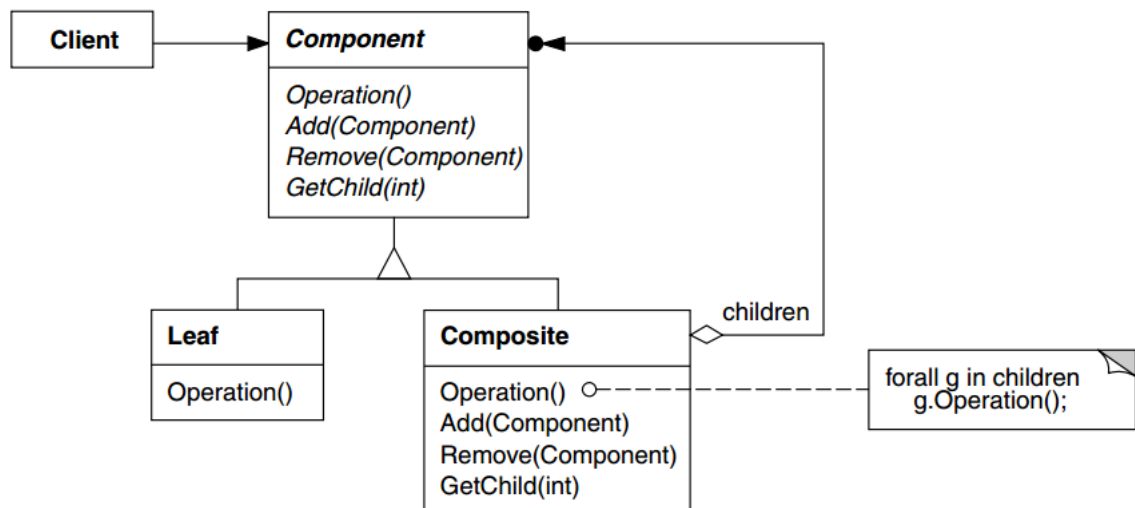 Client
Component
Operation()
Add(Component)
Remove(Component)
GetChild(int)
Leaf
Operation()
Composite
Operation()
Add(Component)
Remove(Component)
GetChild(int)
children
forall g in children
g.Operation();